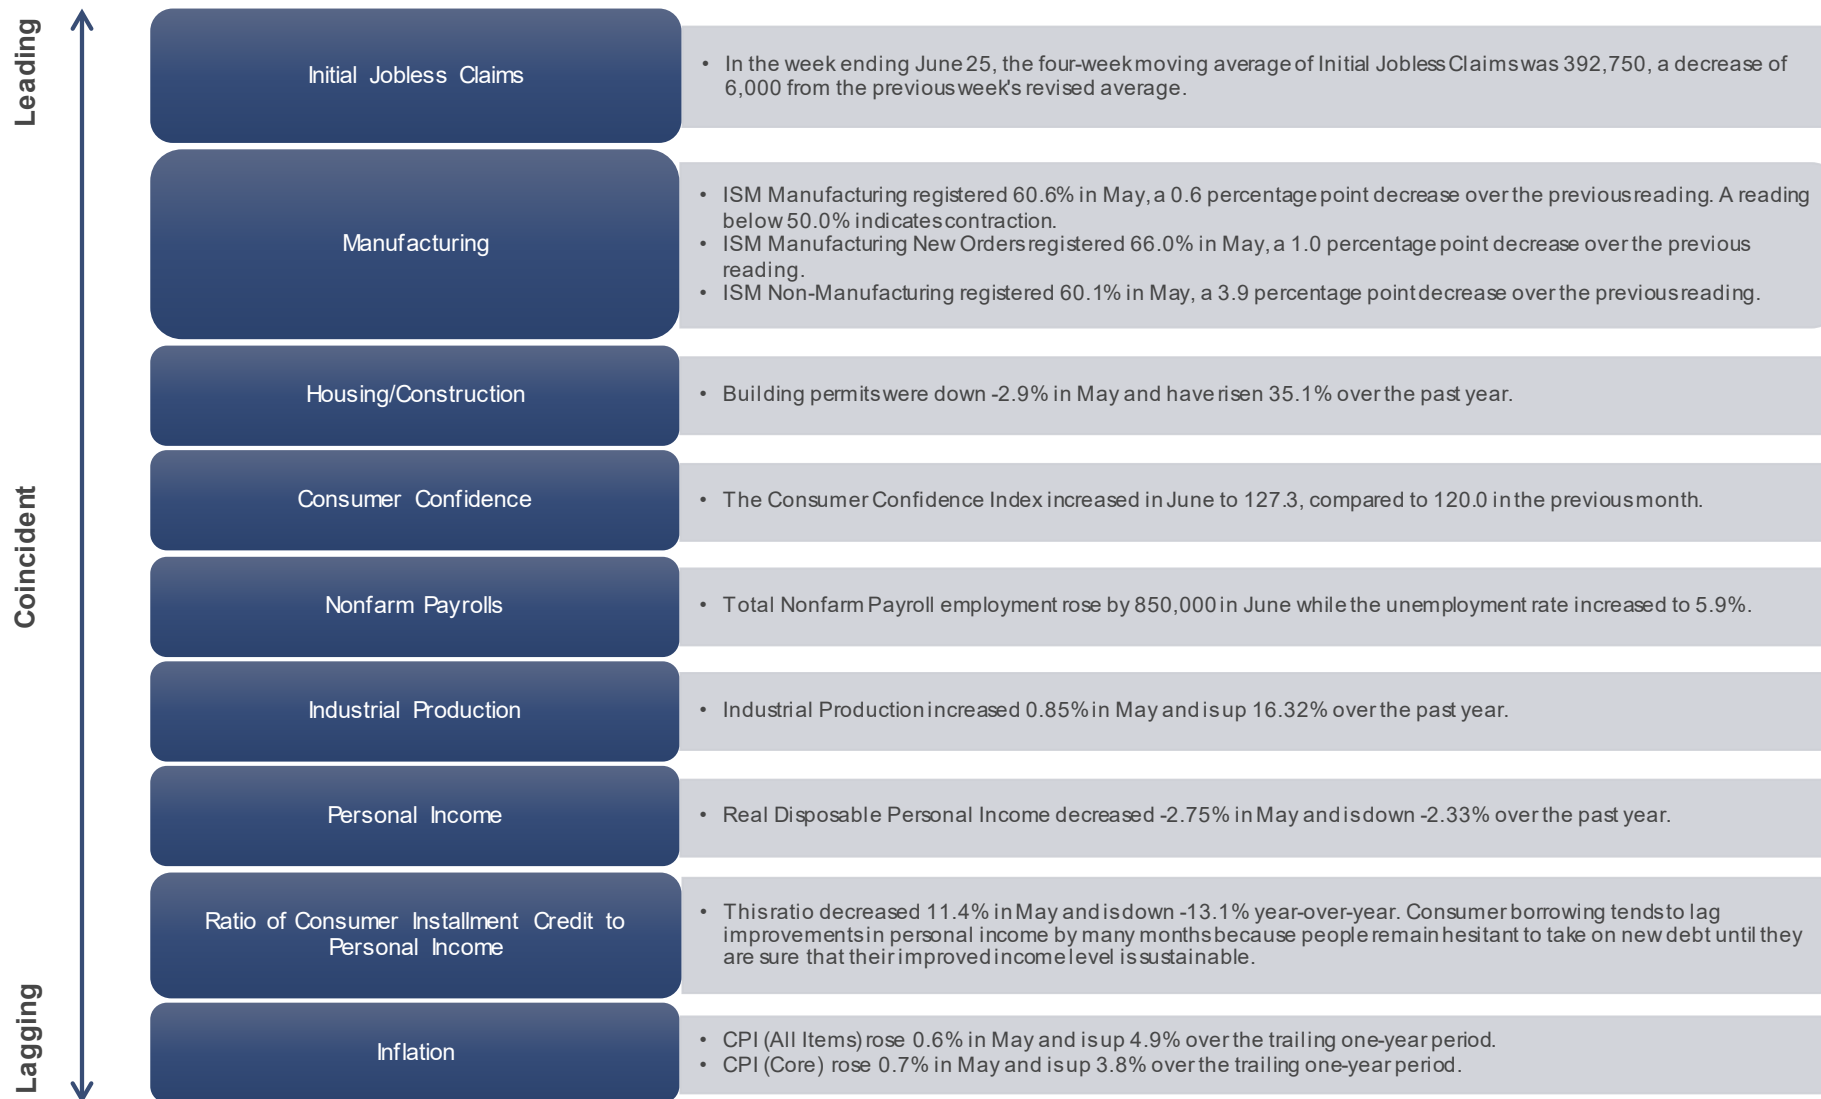 Leading
Initial Jobless Claims
• In the week ending June 25, the four-week moving average of Initial Jobless Claims was 392,750, a decrease of
6,000 from the previous week's revised average.
Manufacturing
• ISM Manufacturing registered 60.6% in May, a 0.6 percentage point decrease over the previous reading. A reading
below 50.0% indicates contraction.
• ISM Manufacturing New Orders registered 66.0% in May, a 1.0 percentage point decrease over the previous
reading.
• ISM Non-Manufacturing registered 60.1% in May, a 3.9 percentage point decrease over the previous reading.
Housing/Construction
• Building permits were down -2.9% in May and have risen 35.1% over the past year.
Consumer Confidence
• The Consumer Confidence Index increased in June to 127.3, compared to 120.0 in the previous month.
Coincident
Nonfarm Payrolls
• Total Nonfarm Payroll employment rose by 850,000 in June while the unemployment rate increased to 5.9%.
Industrial Production
• Industrial Production increased 0.85% in May and is up 16.32% over the past year.
Personal Income
• Real Disposable Personal Income decreased -2.75% in May and is down -2.33% over the past year.
Ratio of Consumer Installment Credit to
Personal Income
• This ratio decreased 11.4% in May and is down -13.1% year-over-year. Consumer borrowing tends to lag
improvements in personal income by many months because people remain hesitant to take on new debt until they
are sure that their improved income level is sustainable.
Lagging
Inflation
• CPI (All Items) rose 0.6% in May and is up 4.9% over the trailing one-year period.
• CPI (Core) rose 0.7% in May and is up 3.8% over the trailing one-year period.